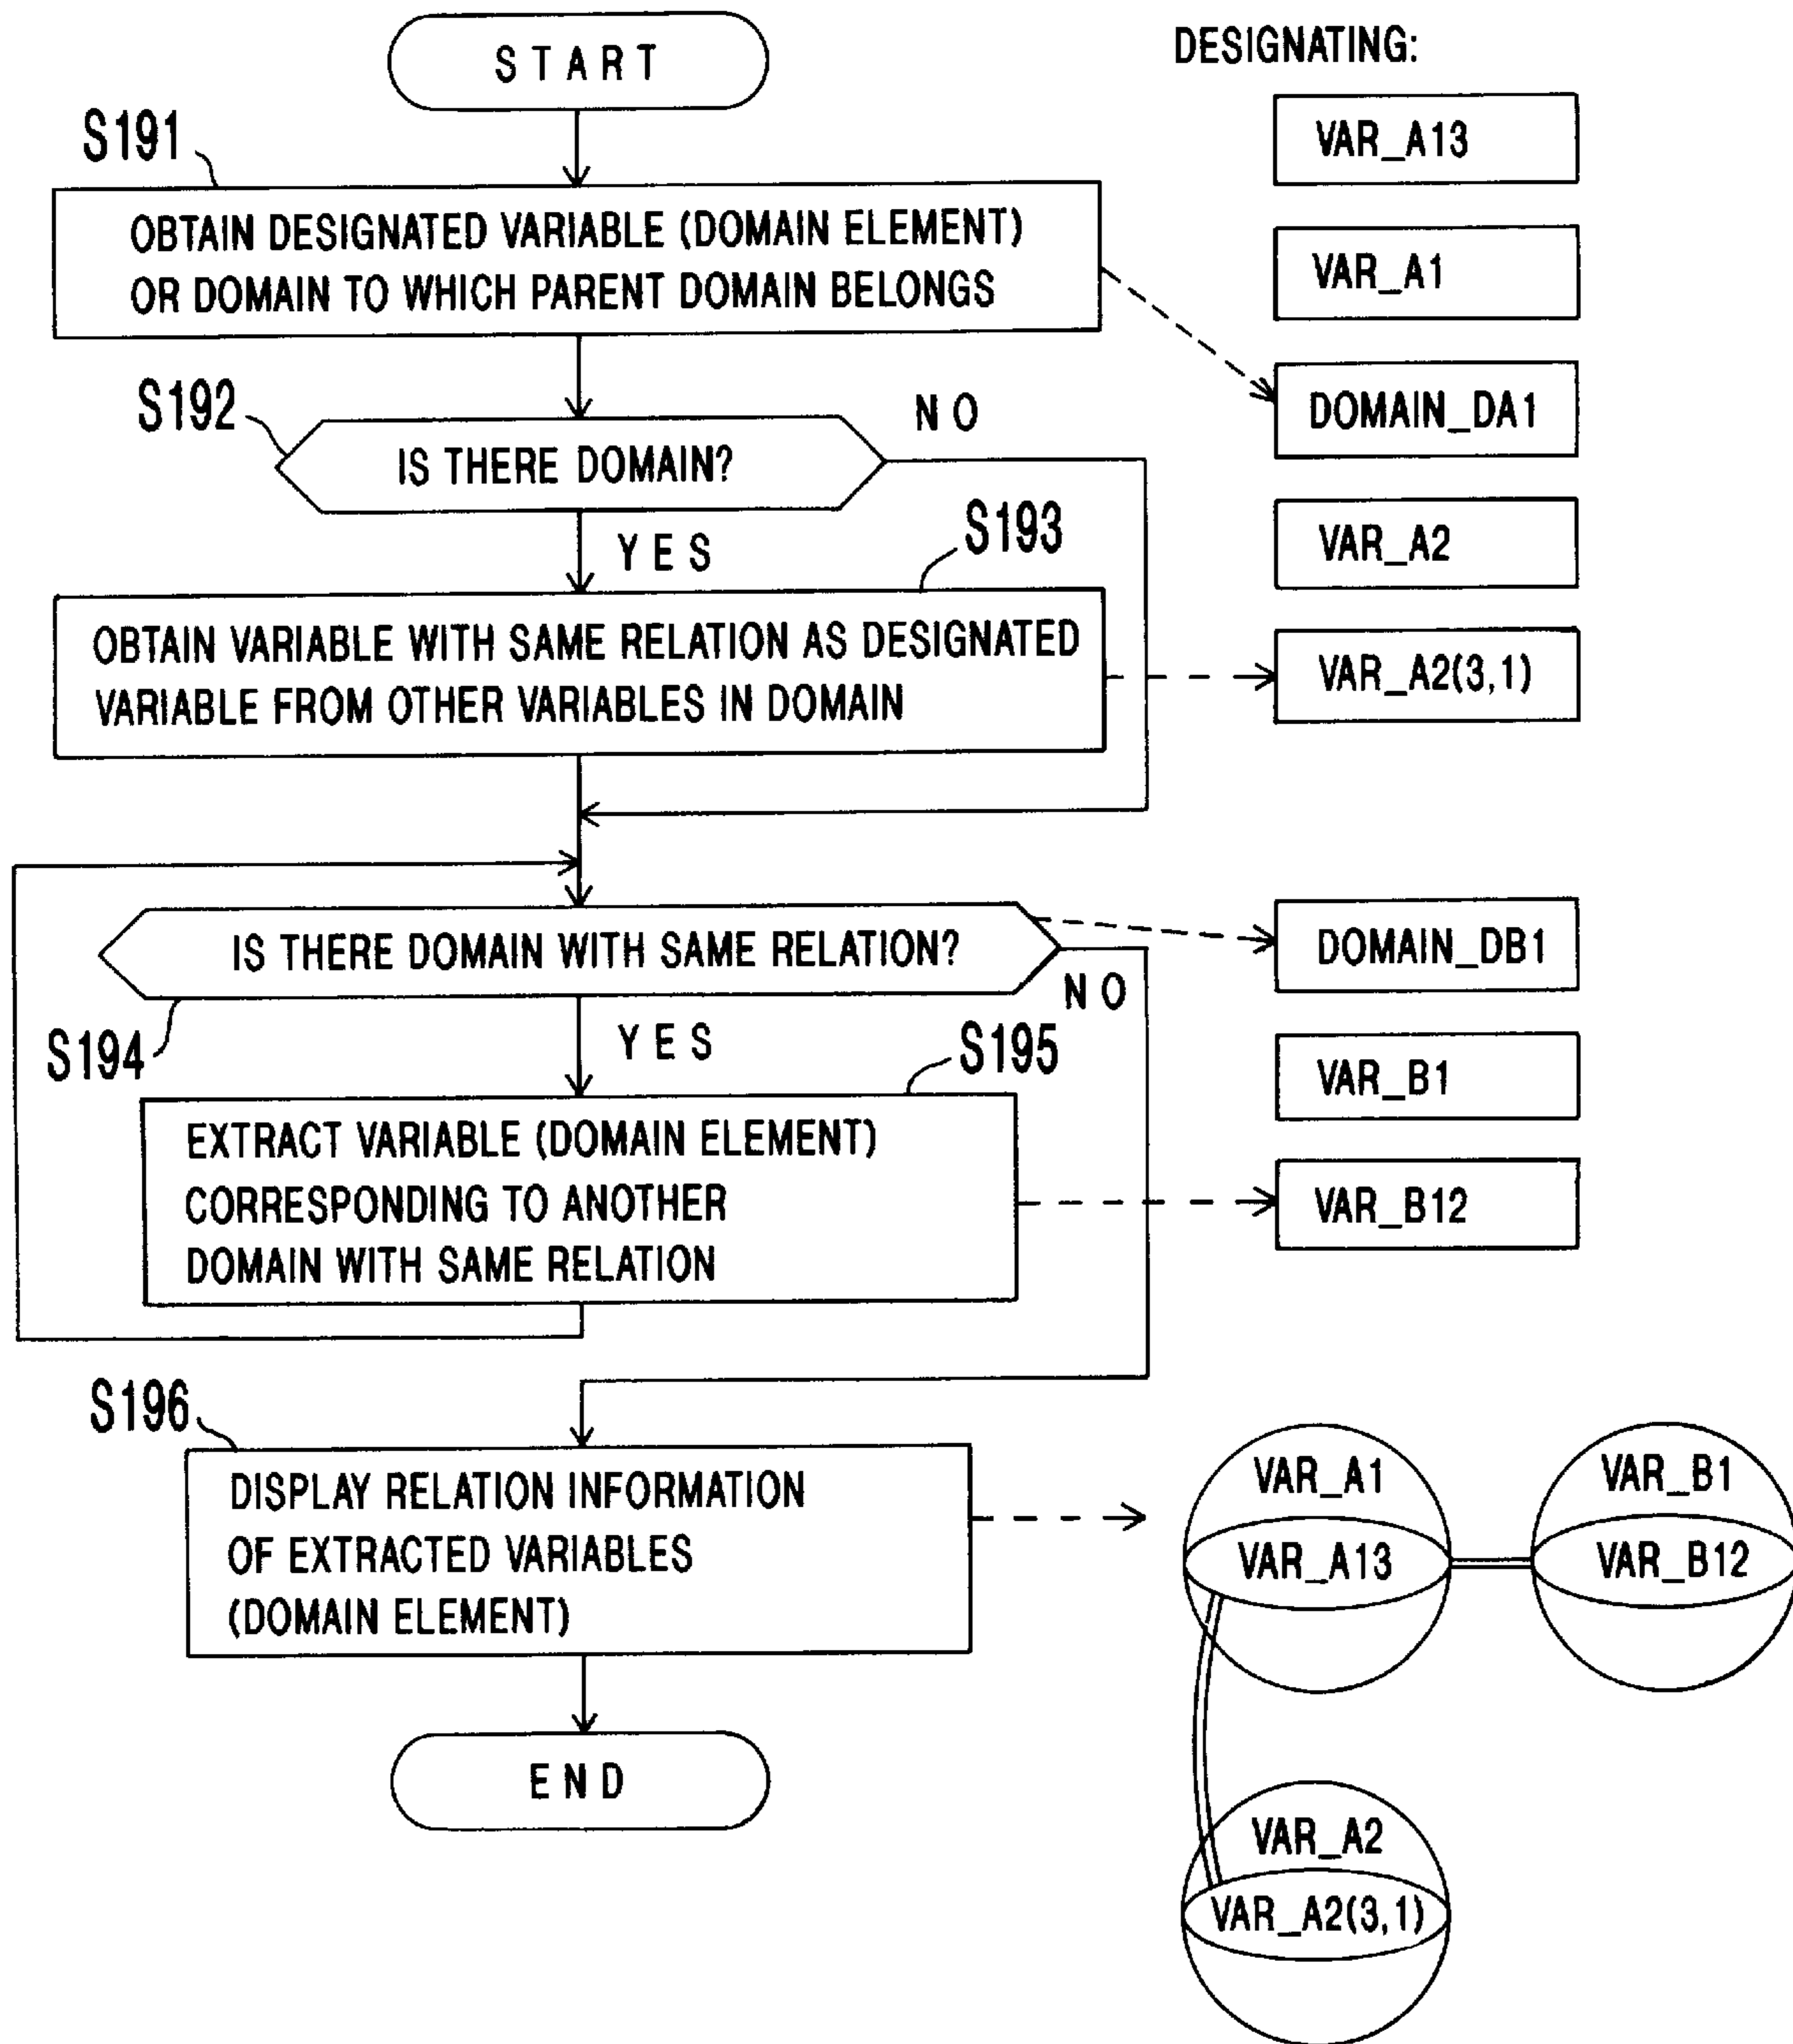 START
DESIGNATING:
S191
VAR_A13
OBTAIN DESIGNATED VARIABLE (DOMAIN ELEMENT)
OR DOMAIN TO WHICH PARENT DOMAIN BELONGS
VAR_A1
S192
NO
DOMAIN_DA1
IS THERE DOMAIN?
YES
S193
VAR_A2
OBTAIN VARIABLE WITH SAME RELATION AS DESIGNATED
VARIABLE FROM OTHER VARIABLES IN DOMAIN
VAR_A2(3,1)
IS THERE DOMAIN WITH SAME RELATION?
DOMAIN_DB1
NO
S194
YES
S195
VAR_B1
EXTRACT VARIABLE (DOMAIN ELEMENT)
CORRESPONDING TO ANOTHER
DOMAIN WITH SAME RELATION
VAR_B12
S196
DISPLAY RELATION INFORMATION
OF EXTRACTED VARIABLES
(DOMAIN ELEMENT)
VAR_A1
VAR_B1
VAR_A13
VAR_B12
END
VAR_A2
VAR_A2(3,1)